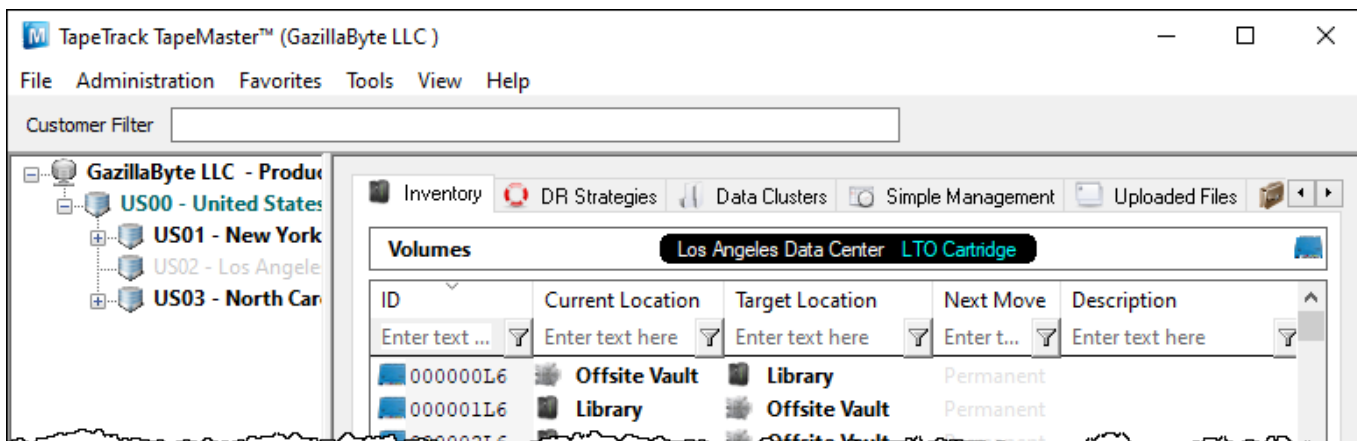 TapeTrack TapeMaster™ (GazillaByte LLC )
File Administration Favorites Tools View Help
Customer Filter
GazillaByte LLC - Produc
US00 - United States
US01 - New York
US02 - Los Angele
US03 - North Car
Inventory DR Strategies Data Clusters Simple Management Uploaded Files
Volumes Los Angeles Data Center LTO Cartridge
ID Current Location Target Location Next Move Description
Enter text ... Enter text here Enter text here Enter t... Enter text here
000000L6 Offsite Vault Library Permanent
000001L6 Library Offsite Vault Permanent
Offsite Vault